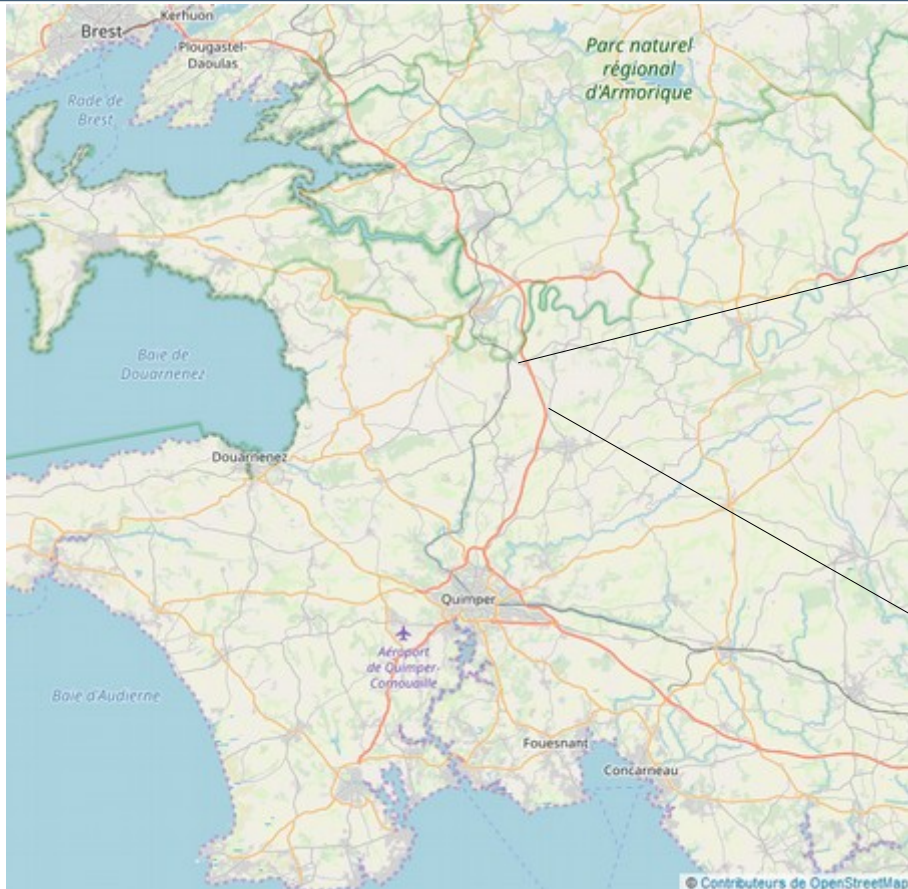 Kerhuon
Brest
Plougastel-
Daoulas
Parc naturel
régional
d'Armorique
Rade de
Brest
Baie de
Douarnenez
Douarnenez
Quimper
Aéroport
de Quimper-
Cornouaille
Baie d'Audierne
Fouesnant
Concarneau
© Contributeurs de OpenStreetMap